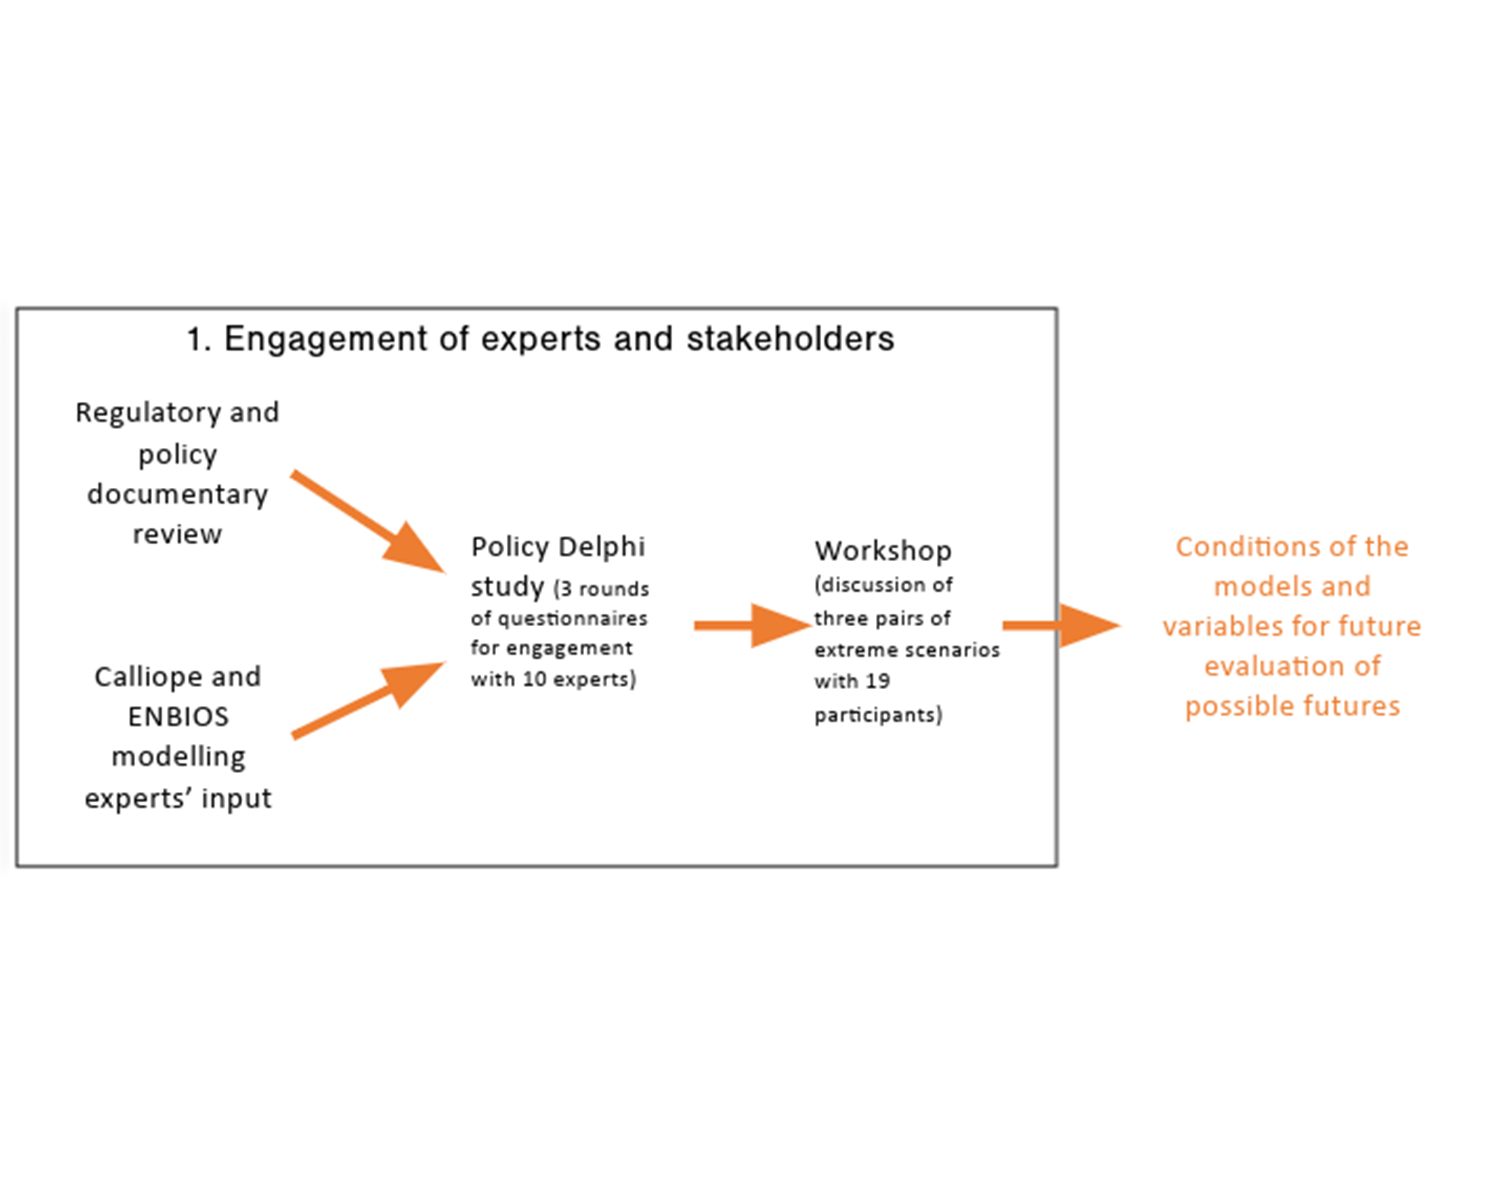 1. Engagement of experts and stakeholders
Regulatory and
policy
documentary
review
Calliope and
ENBIOS
modelling
experts’ input
Policy Delphi
study (3 rounds
of questionnaires
for engagement
with 10 experts)
Workshop
(discussion of
three pairs of
extreme scenarios
with 19
participants)
Conditions of the
models and
variables for future
evaluation of
possible futures